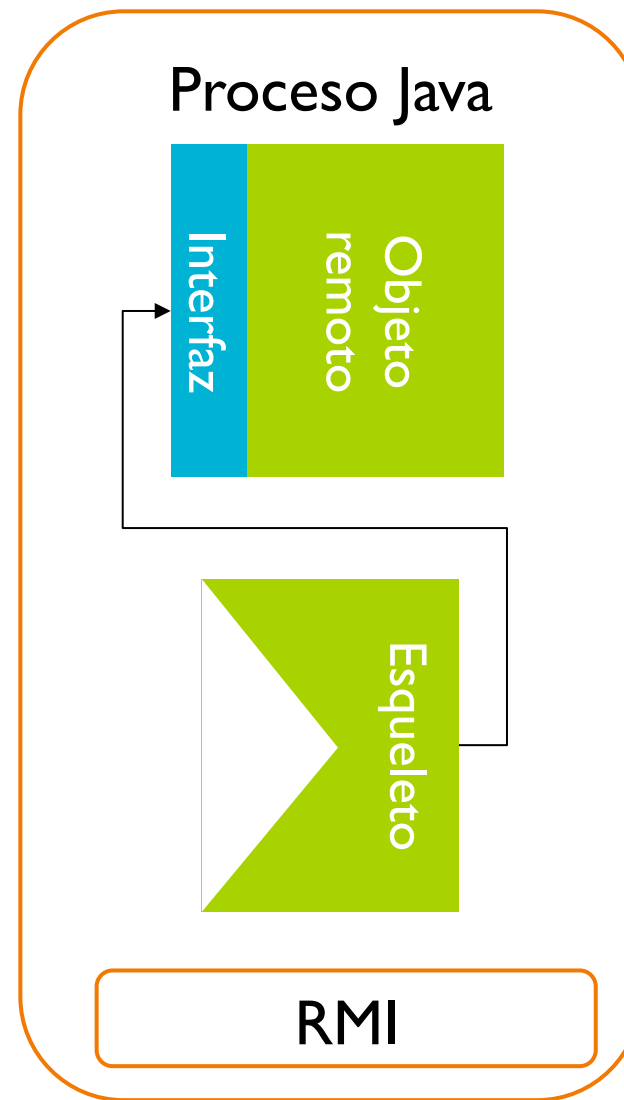 Proceso Java
Interfaz
Objeto
remoto
Esqueleto
RMI